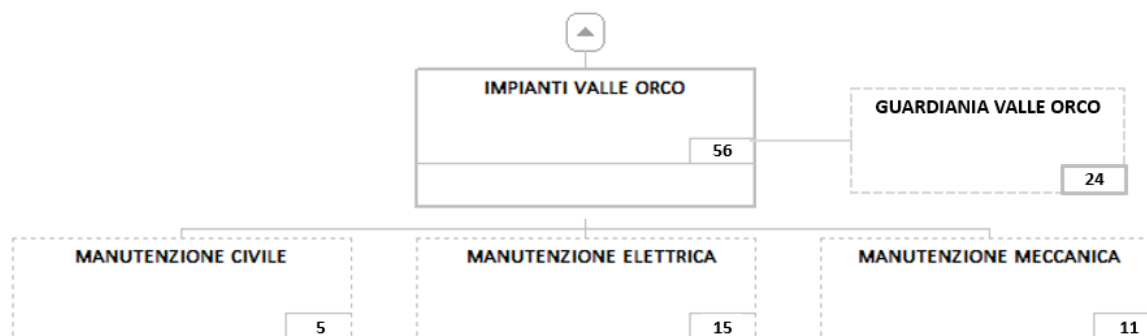 IMPIANTI VALLE ORCO
56
GUARDIANIA VALLE ORCO
24
MANUTENZIONE CIVILE
5
MANUTENZIONE ELETTRICA
15
MANUTENZIONE MECCANICA
11